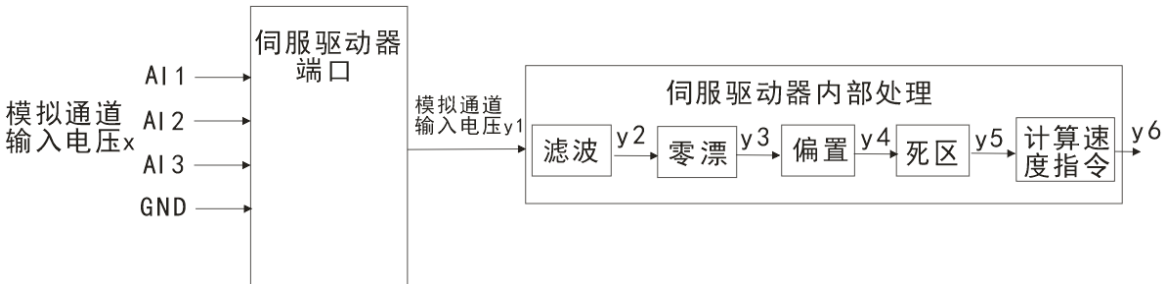 模拟通道
输入电压x
AI1
AI2
AI3
GND
伺服驱动器
端口
模拟通道
输入电压y1
伺服驱动器内部处理
滤波
y2
零漂
y3
偏置
y4
死区
y5
计算速
度指令
y6